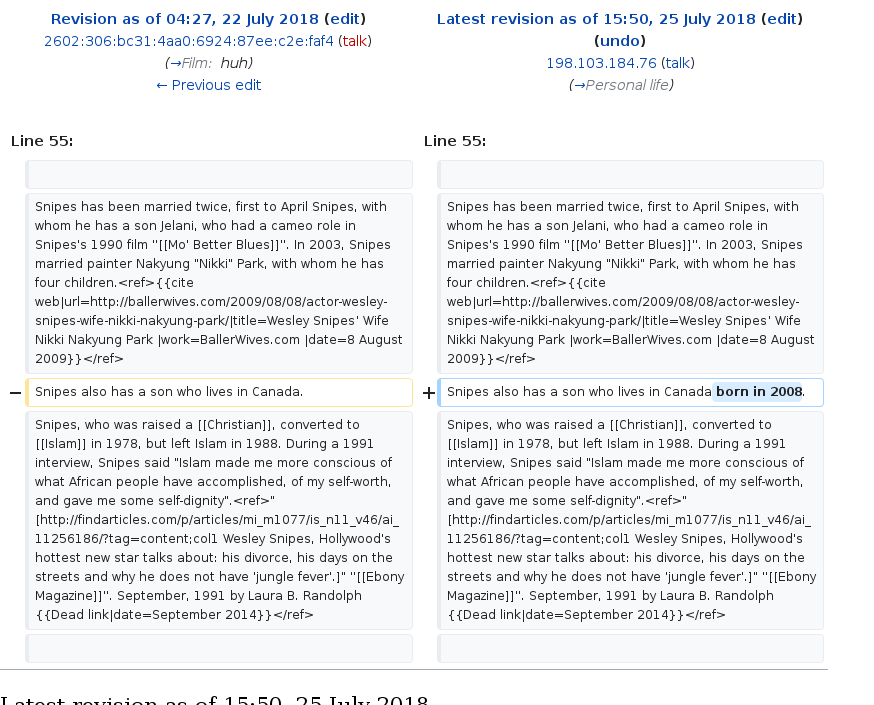 Revision as of 04:27, 22 July 2018 (edit)
2602:306:bc31:4aa0:6924:87ee:c2e:faf4 (talk)
(→Film: huh)
← Previous edit
Latest revision as of 15:50, 25 July 2018 (edit)
(undo)
198.103.184.76 (talk)
(→Personal life)
Line 55:
Snipes has been married twice, first to April Snipes, with
whom he has a son Jelani, who had a cameo role in
Snipes's 1990 film ''[[Mo' Better Blues]]''. In 2003, Snipes
married painter Nakyung "Nikki" Park, with whom he has
four children.<ref>{{cite
web|url=http://ballerwives.com/2009/08/08/actor-wesley-
snipes-wife-nikki-nakyung-park/|title=Wesley Snipes' Wife
Nikki Nakyung Park |work=BallerWives.com |date=8 August
2009}}</ref>
− Snipes also has a son who lives in Canada.
Snipes, who was raised a [[Christian]], converted to
[[Islam]] in 1978, but left Islam in 1988. During a 1991
interview, Snipes said "Islam made me more conscious of
what African people have accomplished, of my self-worth,
and gave me some self-dignity".<ref>"
[http://findarticles.com/p/articles/mi_m1077/is_n11_v46/ai_
11256186/?tag=content;col1 Wesley Snipes, Hollywood's
hottest new star talks about: his divorce, his days on the
streets and why he does not have 'jungle fever'.]" ''[[Ebony
Magazine]]''. September, 1991 by Laura B. Randolph
{{Dead link|date=September 2014}}</ref>
Line 55:
Snipes has been married twice, first to April Snipes, with
whom he has a son Jelani, who had a cameo role in
Snipes's 1990 film ''[[Mo' Better Blues]]''. In 2003, Snipes
married painter Nakyung "Nikki" Park, with whom he has
four children.<ref>{{cite
web|url=http://ballerwives.com/2009/08/08/actor-wesley-
snipes-wife-nikki-nakyung-park/|title=Wesley Snipes' Wife
Nikki Nakyung Park |work=BallerWives.com |date=8 August
2009}}</ref>
+ Snipes also has a son who lives in Canada born in 2008.
Snipes, who was raised a [[Christian]], converted to
[[Islam]] in 1978, but left Islam in 1988. During a 1991
interview, Snipes said "Islam made me more conscious of
what African people have accomplished, of my self-worth,
and gave me some self-dignity".<ref>"
[http://findarticles.com/p/articles/mi_m1077/is_n11_v46/ai_
11256186/?tag=content;col1 Wesley Snipes, Hollywood's
hottest new star talks about: his divorce, his days on the
streets and why he does not have 'jungle fever'.]" ''[[Ebony
Magazine]]''. September, 1991 by Laura B. Randolph
{{Dead link|date=September 2014}}</ref>
Latest revision as of 15:50, 25 July 2018